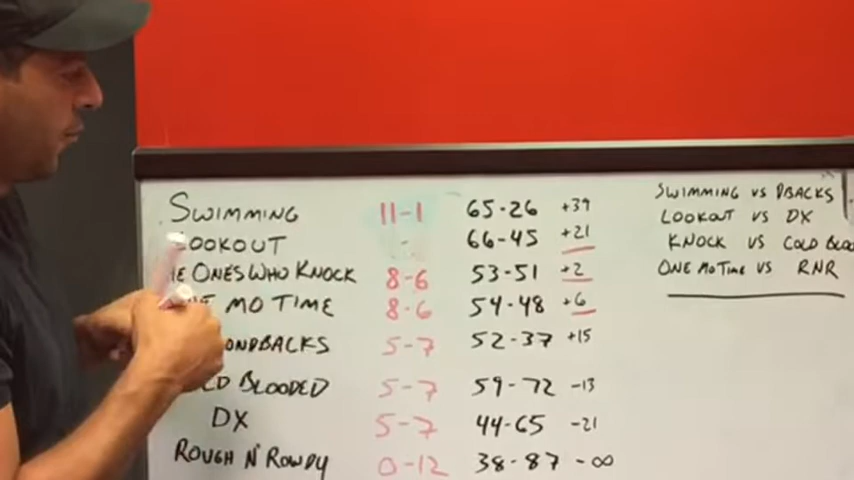 SWIMMING 11-1 65-26 +39
LOOKOUT - 66-45 +21
ONES WHO KNOCK 8-6 53-51 +2
MO TIME 8-6 54-48 +6
ONDBACKS 5-7 52-37 +15
BLOODED 5-7 59-72 -13
DX 5-7 44-65 -21
ROUGH N' ROWDY 0-12 38-87 -∞
SWIMMING VS DBACKS
LOOKOUT VS DX
KNOCK VS COLD BLOO
ONE MO TIME VS RNR